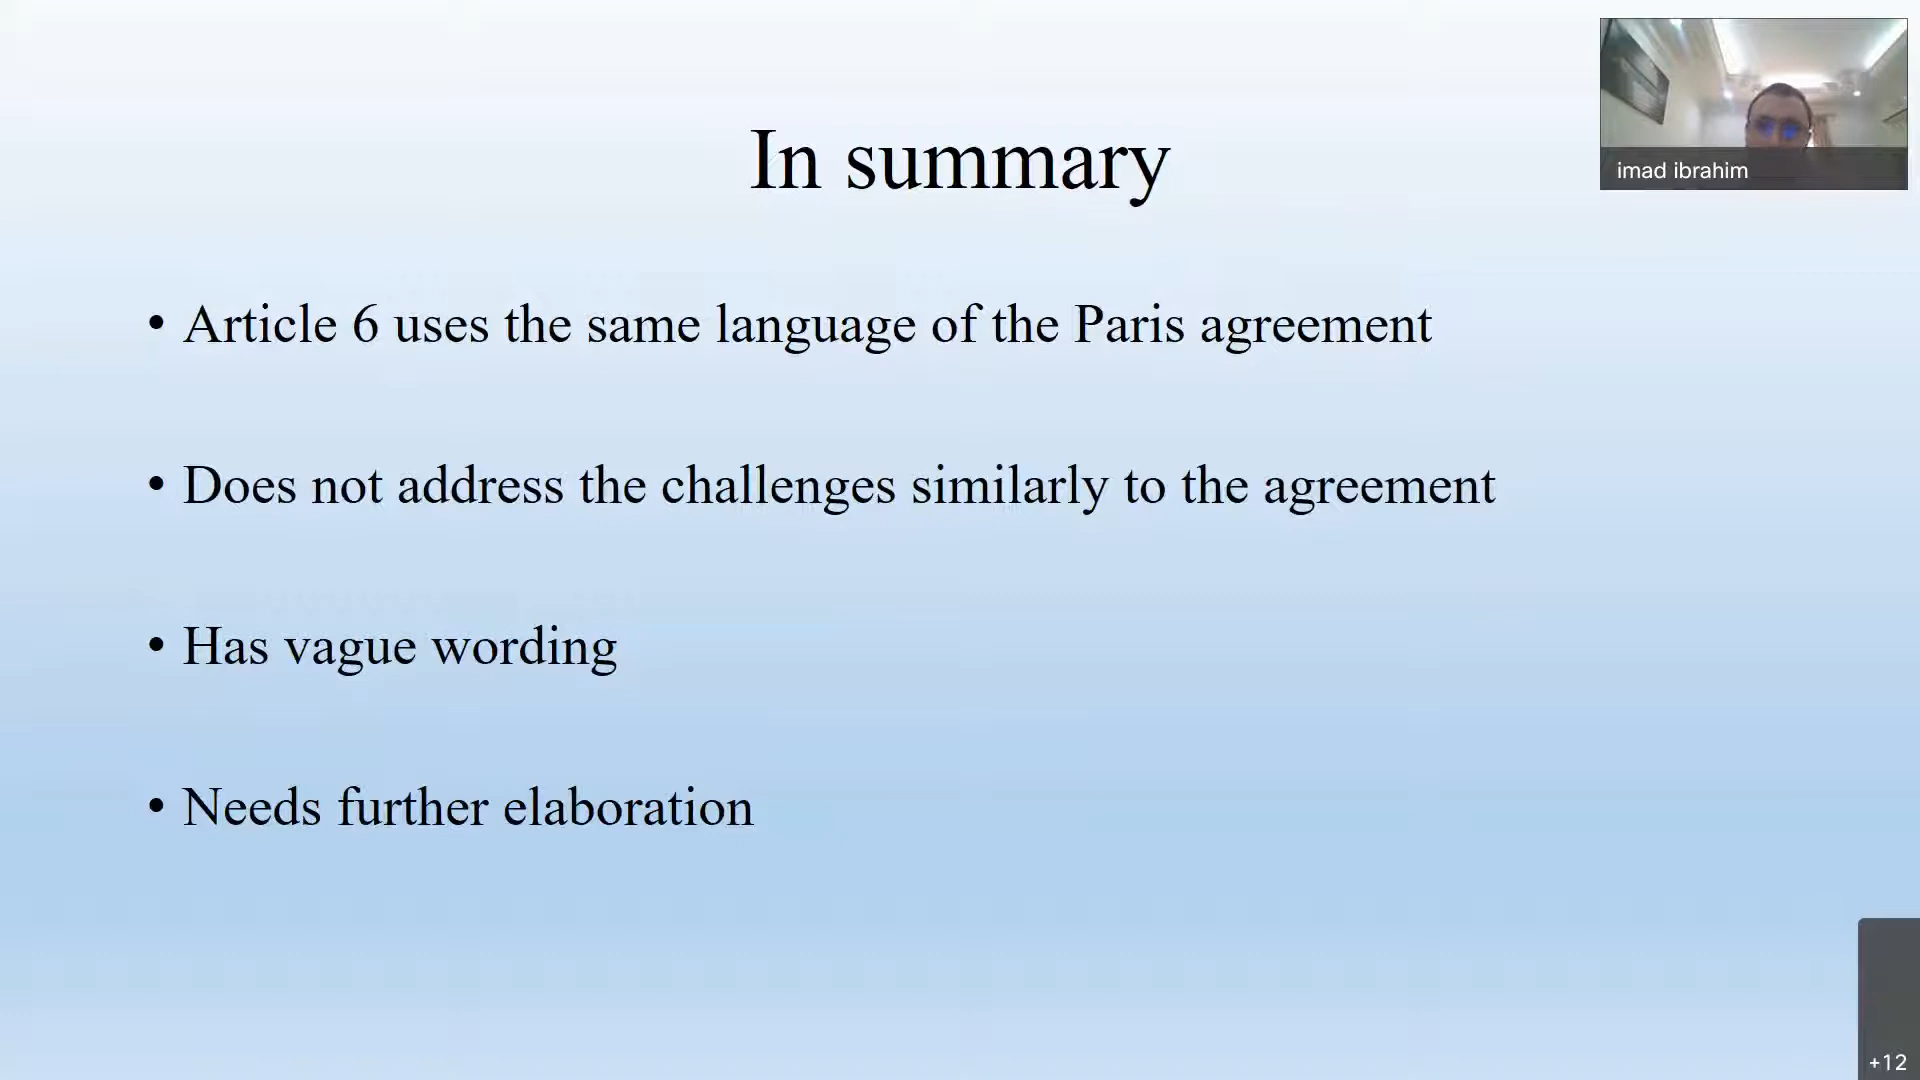 In summary
imad ibrahim
• Article 6 uses the same language of the Paris agreement
• Does not address the challenges similarly to the agreement
• Has vague wording
• Needs further elaboration
+12